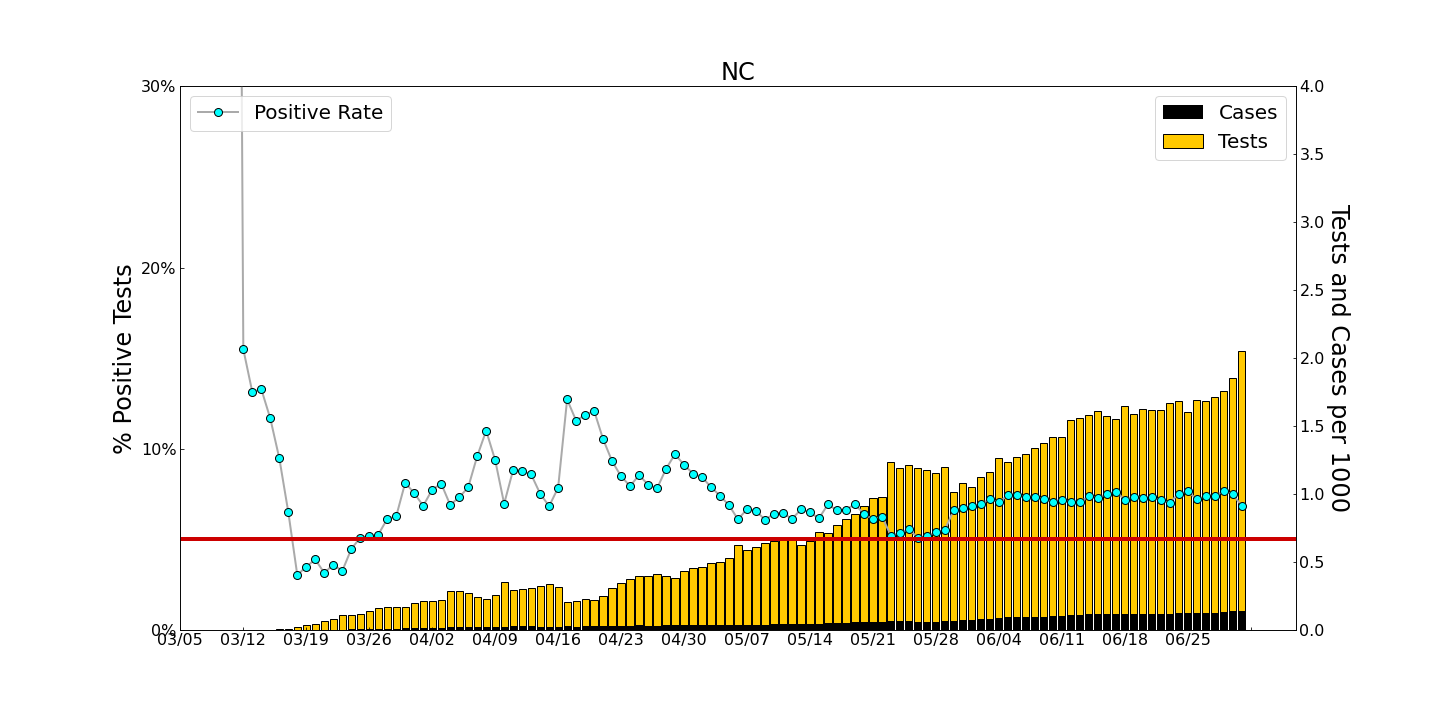 NC
30%
20%
10%
0%
% Positive Tests
Positive Rate
Cases
Tests
4.0
3.5
3.0
2.5
2.0
1.5
1.0
0.5
0.0
Tests and Cases per 1000
03/05 03/12 03/19 03/26 04/02 04/09 04/16 04/23 04/30 05/07 05/14 05/21 05/28 06/04 06/11 06/18 06/25